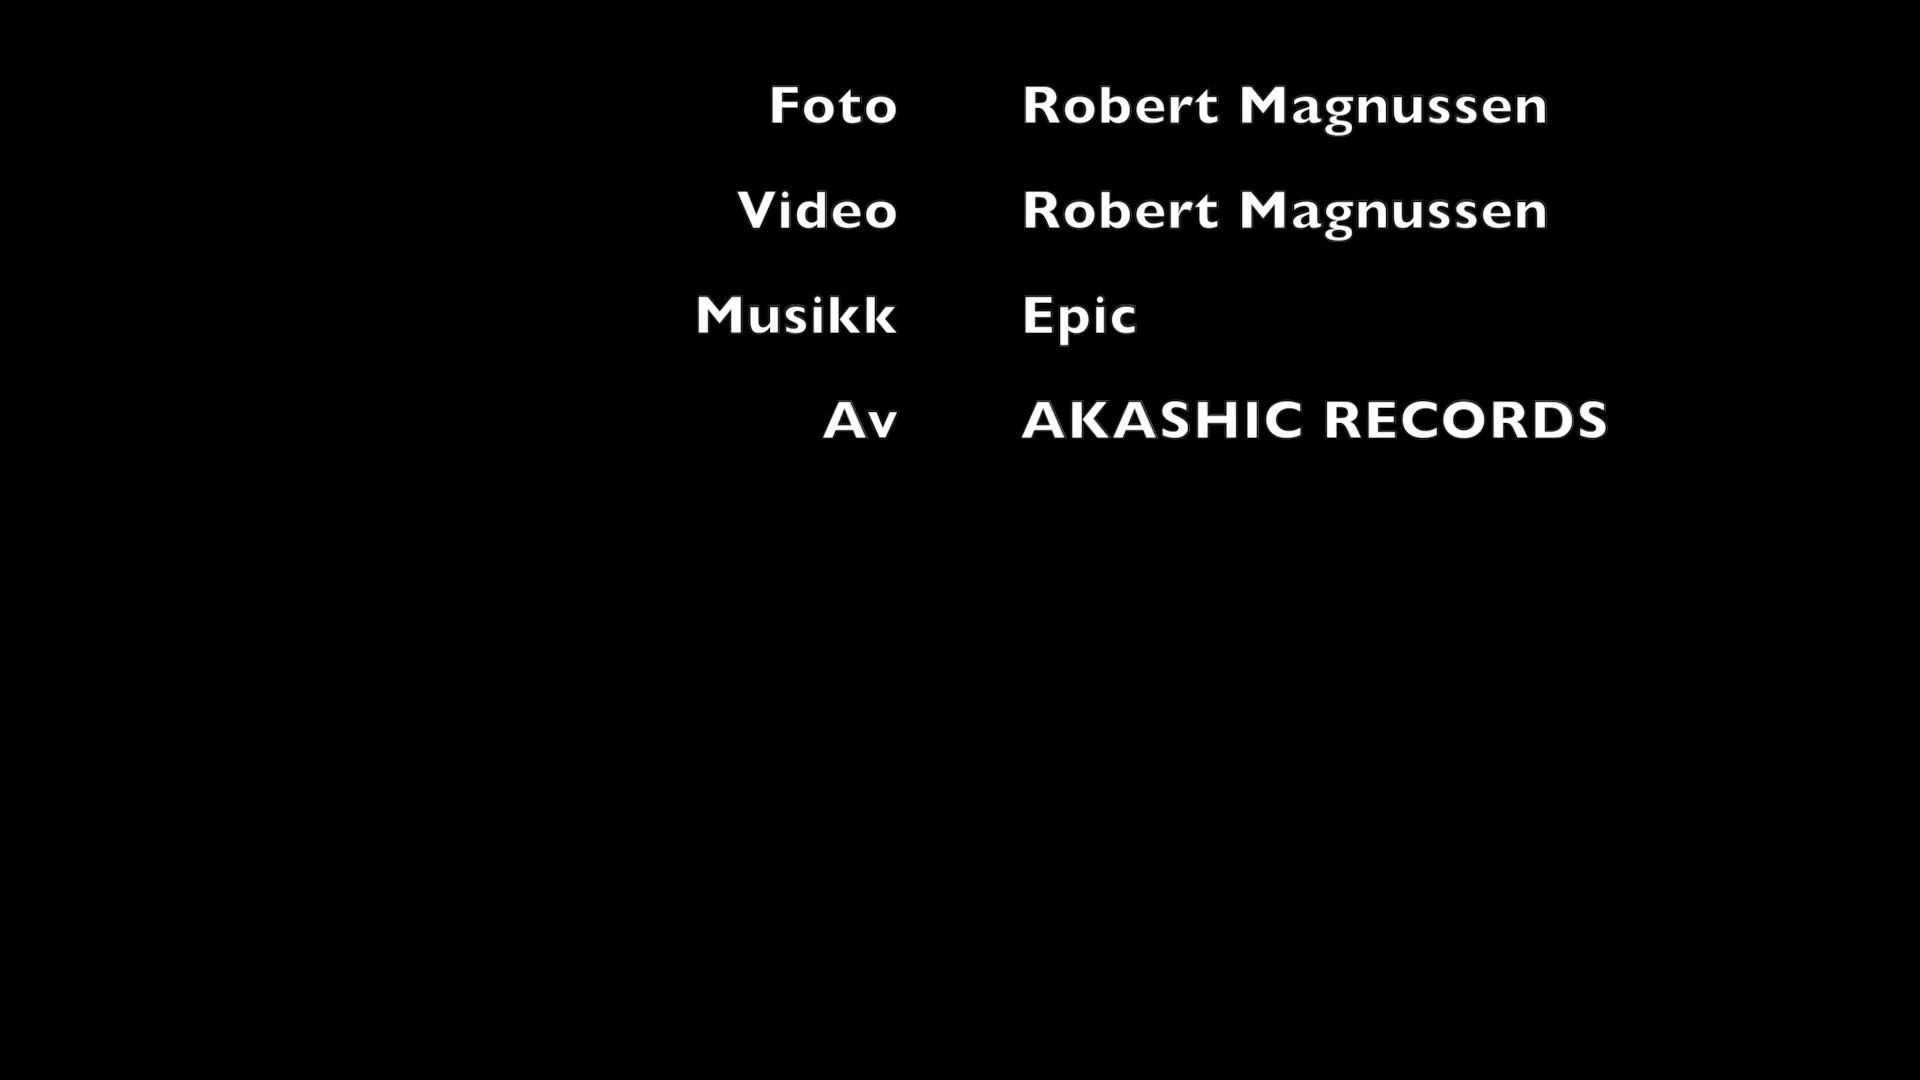 Foto Robert Magnussen
Video Robert Magnussen
Musikk Epic
Av AKASHIC RECORDS